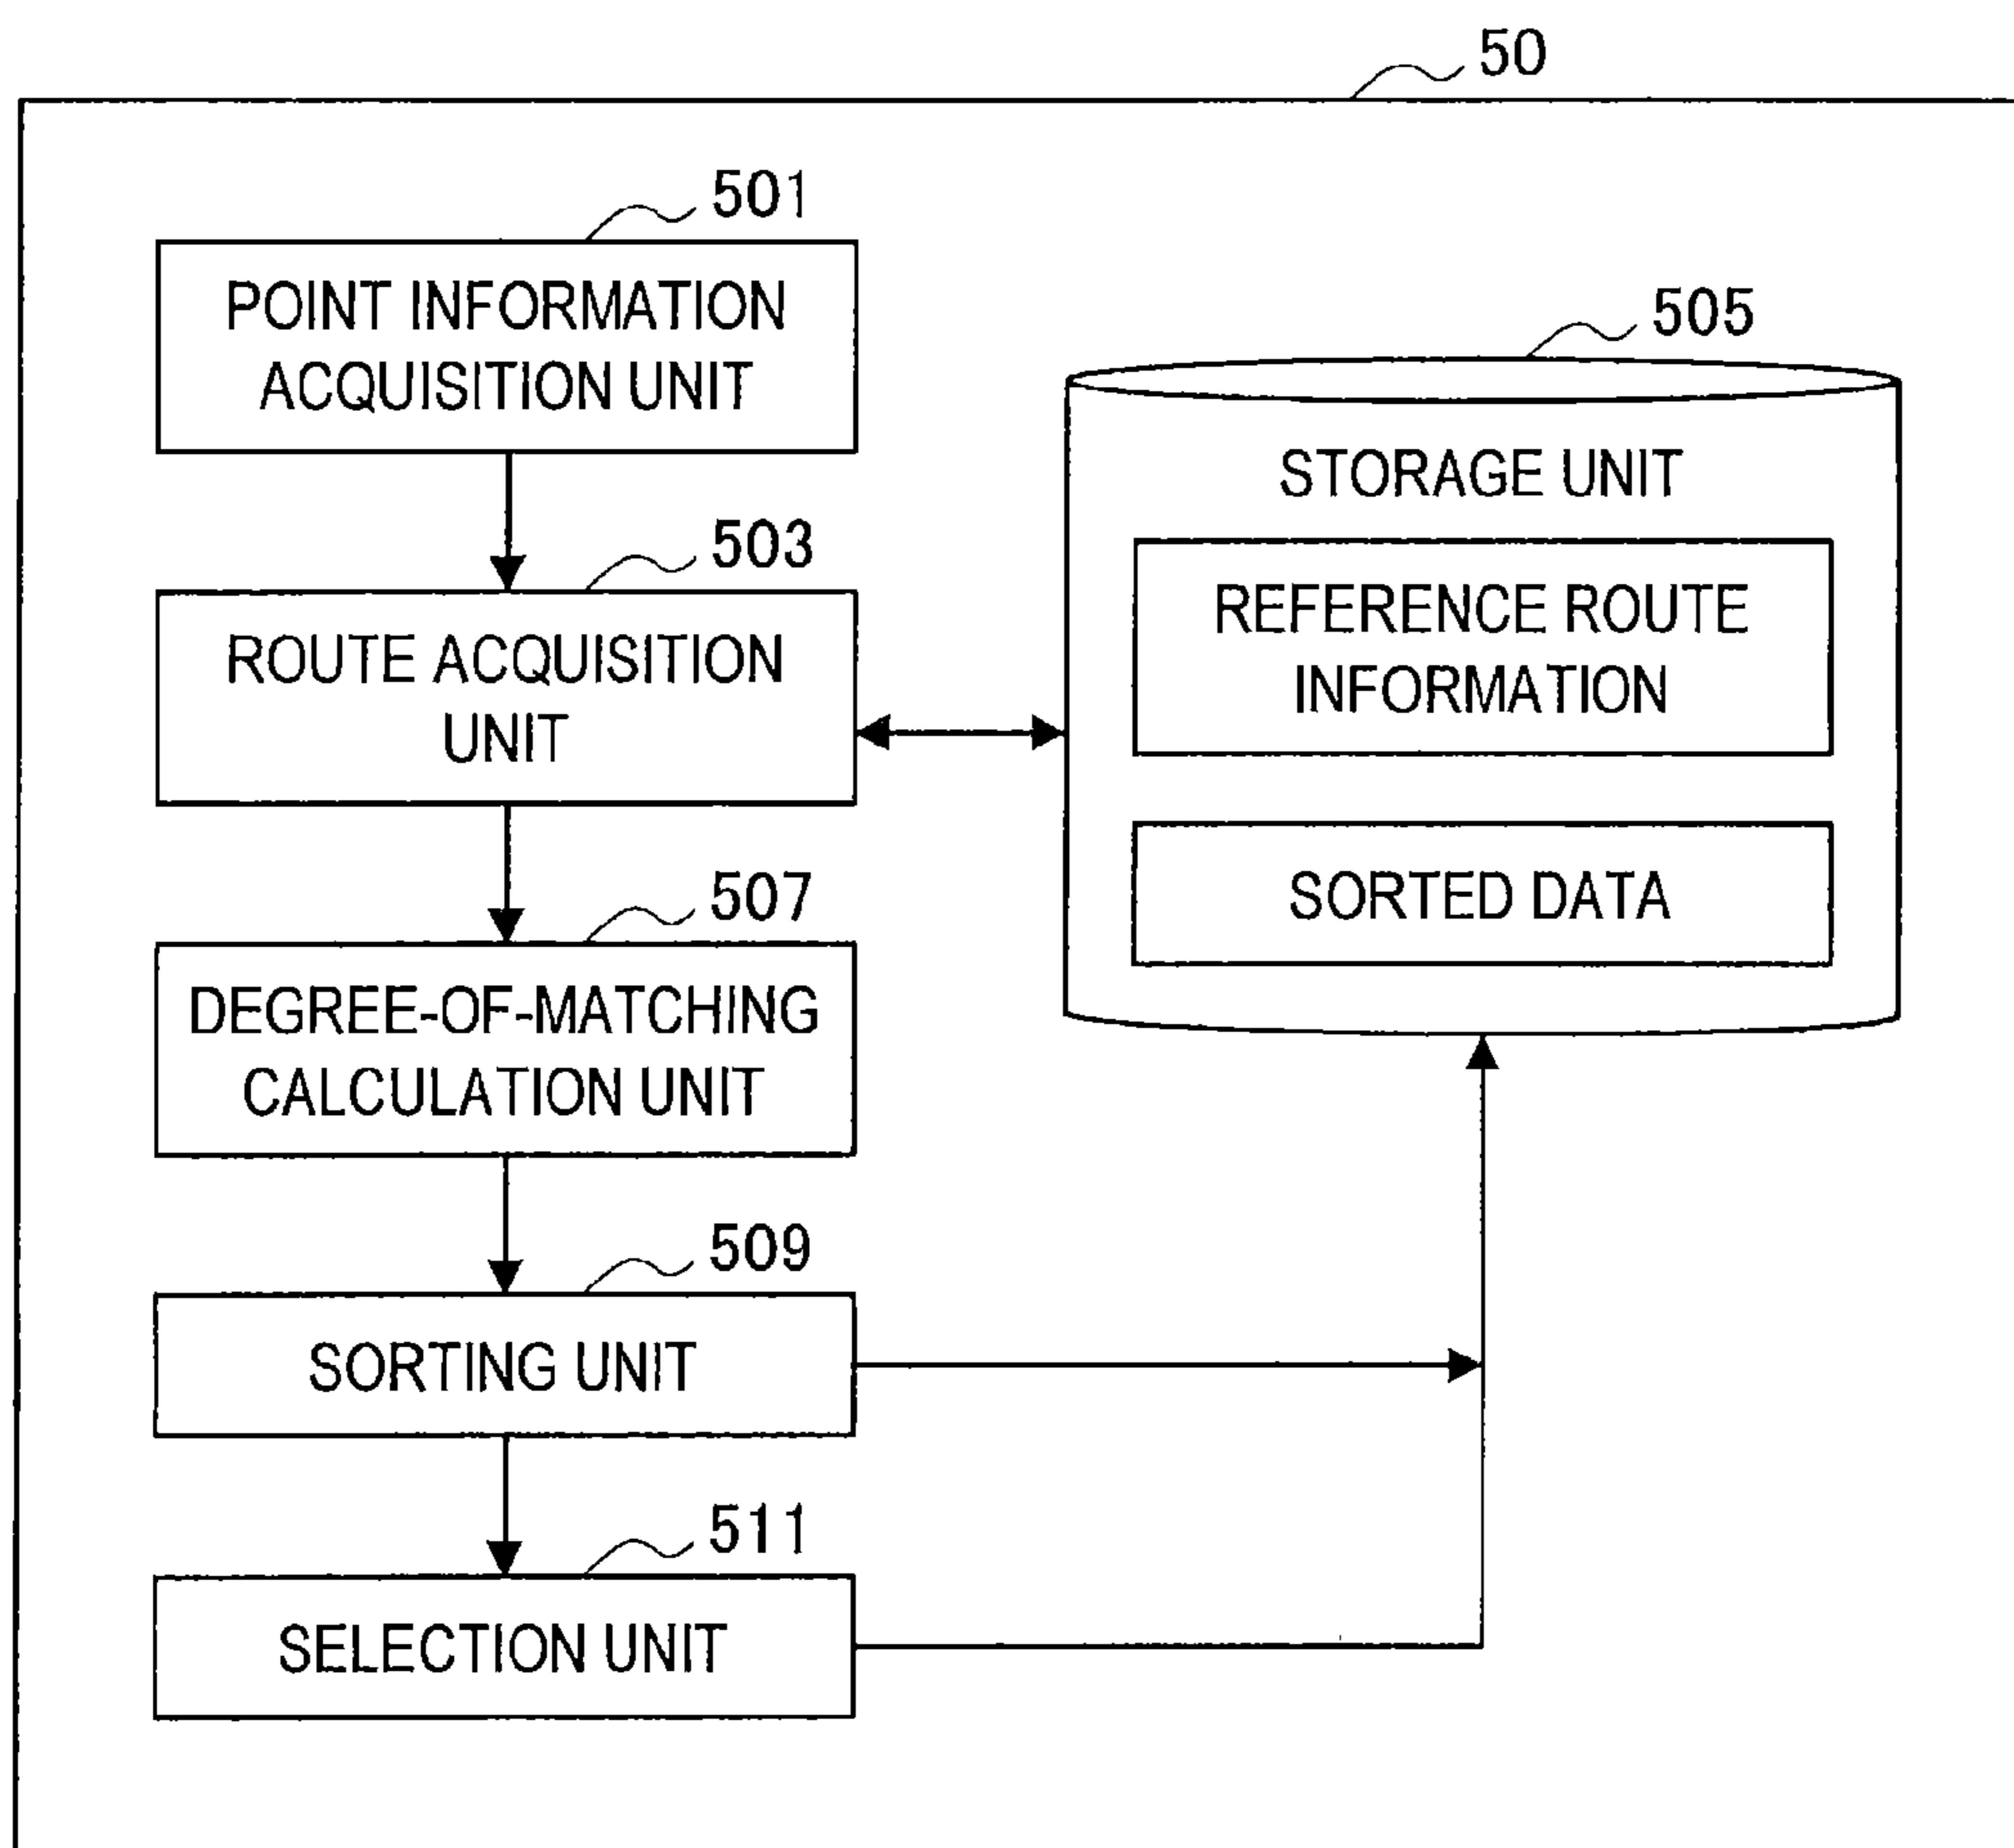 50
501
POINT INFORMATION
ACQUISITION UNIT
503
ROUTE ACQUISITION
UNIT
505
STORAGE UNIT
REFERENCE ROUTE
INFORMATION
SORTED DATA
507
DEGREE-OF-MATCHING
CALCULATION UNIT
509
SORTING UNIT
511
SELECTION UNIT